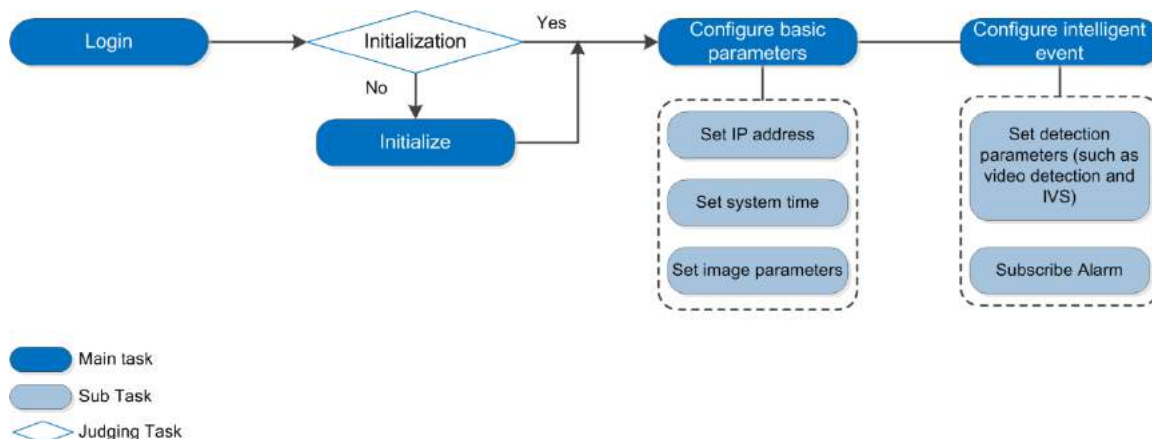 Login
Initialization
Yes
No
Initialize
Configure basic
parameters
Set IP address
Set system time
Set image parameters
Configure intelligent
event
Set detection
parameters (such as
video detection and
IVS)
Subscribe Alarm
Main task
Sub Task
Judging Task